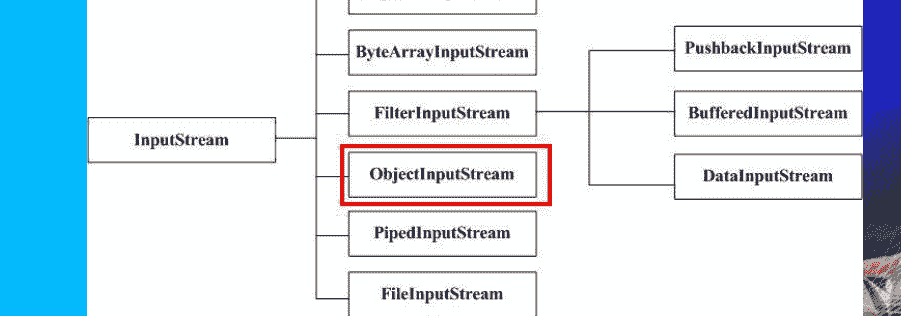 ByteArrayInputStream
PushbackInputStream
FilterInputStream
BufferedInputStream
InputStream
ObjectInputStream
DataInputStream
PipedInputStream
FileInputStream